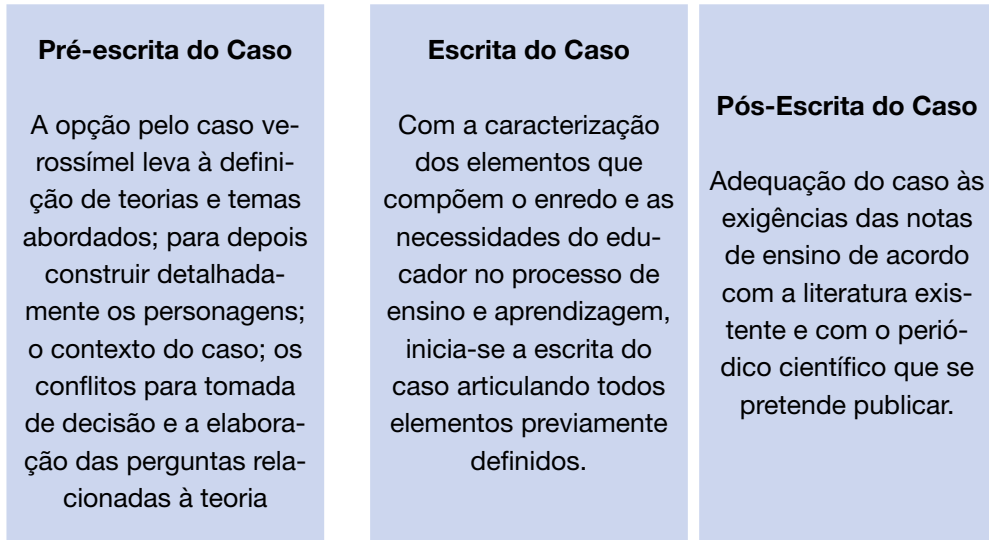 Pré-escrita do Caso
A opção pelo caso ve-
rossímel leva à defini-
ção de teorias e temas
abordados; para depois
construir detalhada-
mente os personagens;
o contexto do caso; os
conflitos para tomada
de decisão e a elabora-
ção das perguntas rela-
cionadas à teoria
Escrita do Caso
Com a caracterização
dos elementos que
compõem o enredo e as
necessidades do edu-
cador no processo de
ensino e aprendizagem,
inicia-se a escrita do
caso articulando todos
elementos previamente
definidos.
Pós-Escrita do Caso
Adequação do caso às
exigências das notas
de ensino de acordo
com a literatura exis-
tente e com o perió-
dico científico que se
pretende publicar.